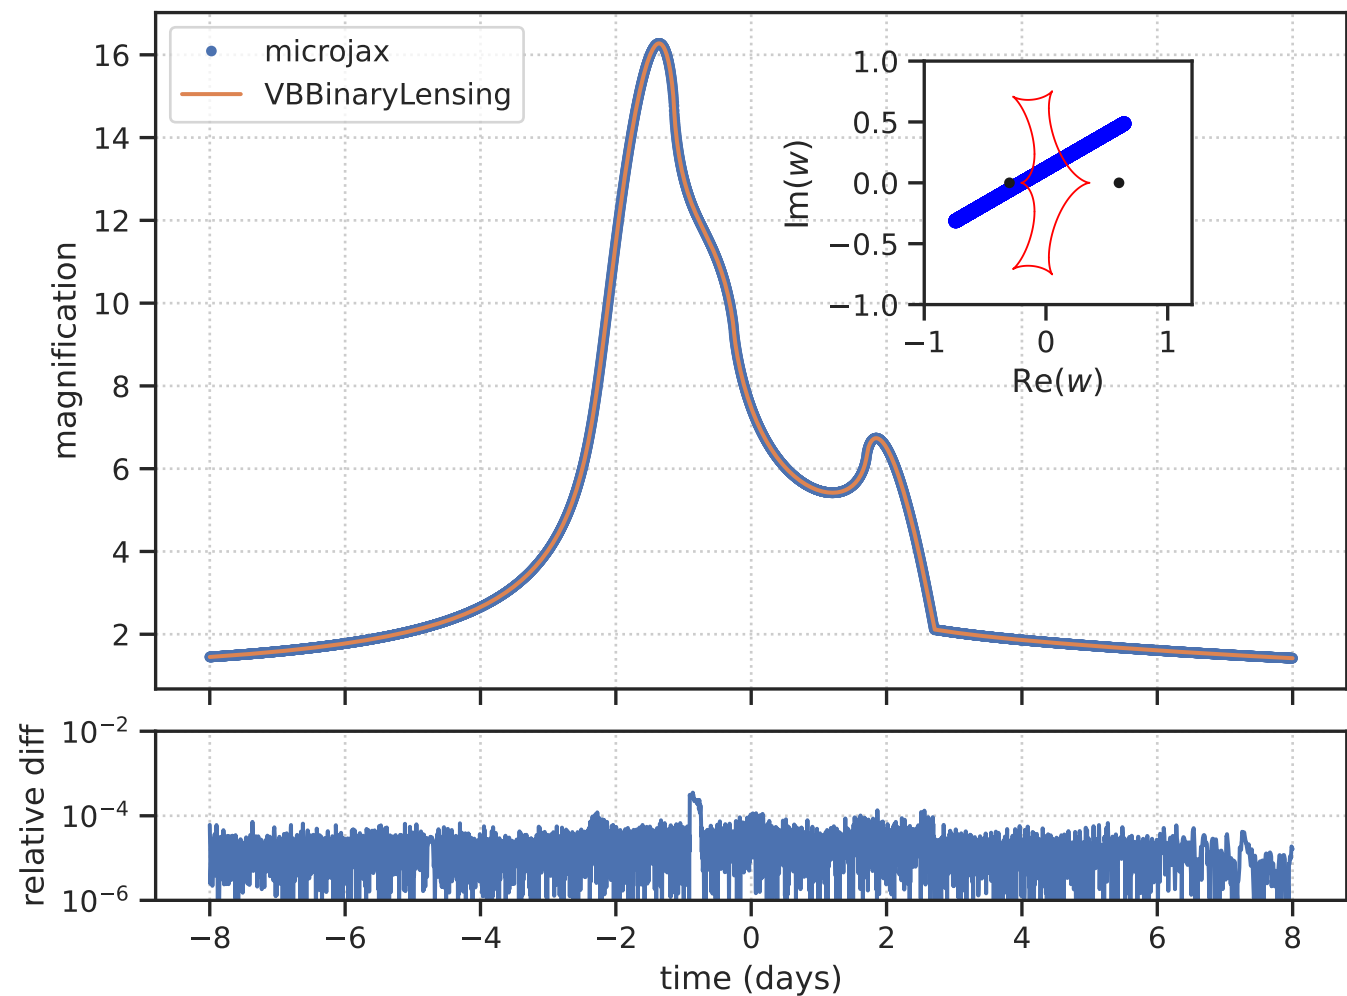 microjax
VBBinaryLensing
magnification
16
14
12
10
8
6
4
2
Im(w)
1.0
0.5
0.0
−0.5
−1.0
−1 0 1
Re(w)
relative diff
10−2
10−4
10−6
−8 −6 −4 −2 0 2 4 6 8
time (days)